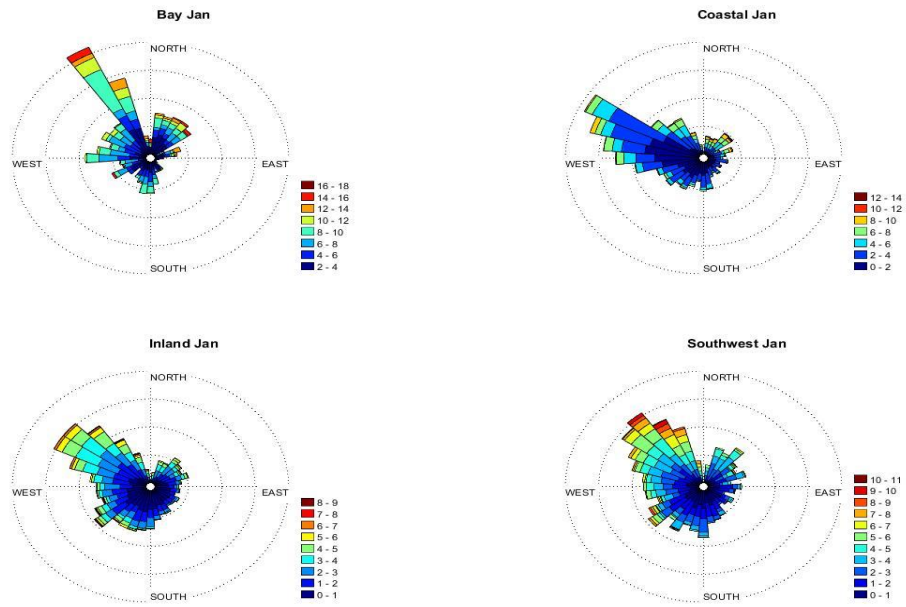 Bay Jan
NORTH
WEST
EAST
SOUTH
16 - 18
14 - 16
12 - 14
10 - 12
8 - 10
6 - 8
4 - 6
2 - 4
Coastal Jan
NORTH
WEST
EAST
SOUTH
12 - 14
10 - 12
8 - 10
6 - 8
4 - 6
2 - 4
0 - 2
Inland Jan
NORTH
WEST
EAST
SOUTH
8 - 9
7 - 8
6 - 7
5 - 6
4 - 5
3 - 4
2 - 3
1 - 2
0 - 1
Southwest Jan
NORTH
WEST
EAST
SOUTH
10 - 11
9 - 10
8 - 9
7 - 8
6 - 7
5 - 6
4 - 5
3 - 4
2 - 3
1 - 2
0 - 1